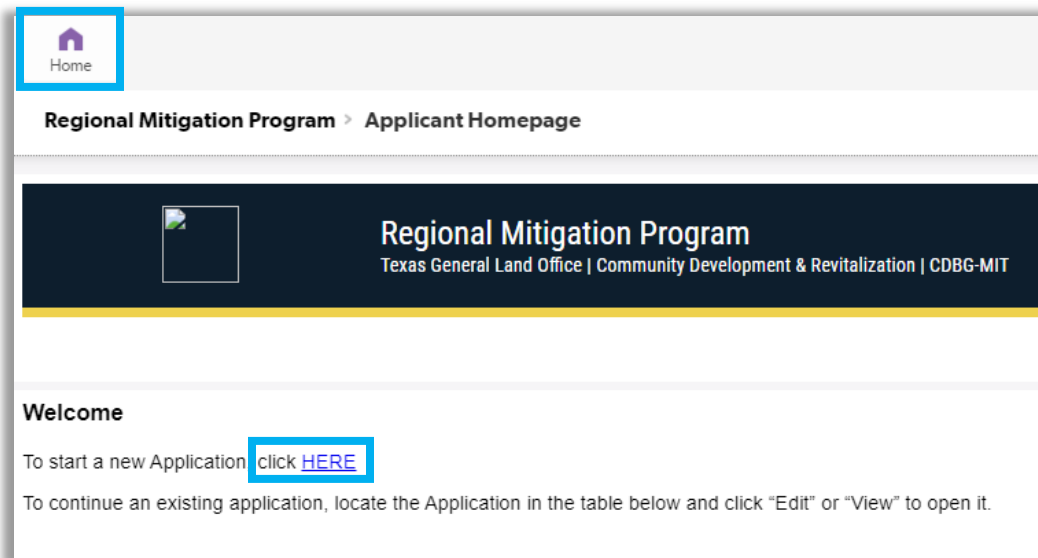 Home
Regional Mitigation Program > Applicant Homepage
Regional Mitigation Program
Texas General Land Office | Community Development & Revitalization | CDBG-MIT
Welcome
To start a new Application click HERE
To continue an existing application, locate the Application in the table below and click “Edit” or “View” to open it.